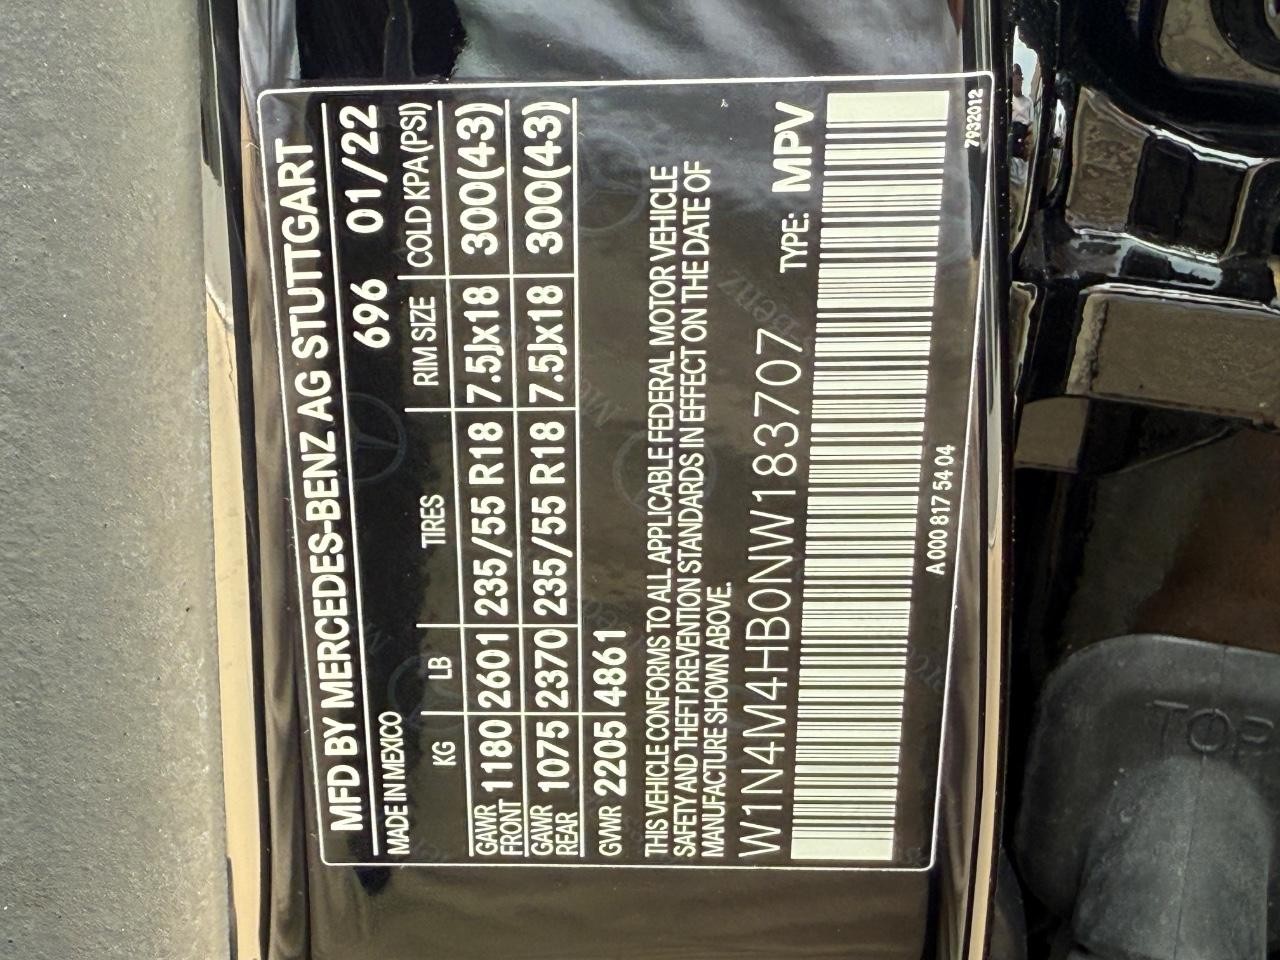 MFD BY MERCEDES-BENZ AG STUTTGART
MADE IN MEXICO 696 01/22
KG LB TIRES RIM SIZE COLD KPA (PSI)
GAWR FRONT 1180 2601 235/55 R18 7.5Jx18 300(43)
GAWR REAR 1075 2370 235/55 R18 7.5Jx18 300(43)
GVWR 2205 4861
THIS VEHICLE CONFORMS TO ALL APPLICABLE FEDERAL MOTOR VEHICLE
SAFETY AND THEFT PREVENTION STANDARDS IN EFFECT ON THE DATE OF
MANUFACTURE SHOWN ABOVE.
W1N4M4HB0NW183707 TYPE: MPV
A 000 817 54 04
7932012
TOP